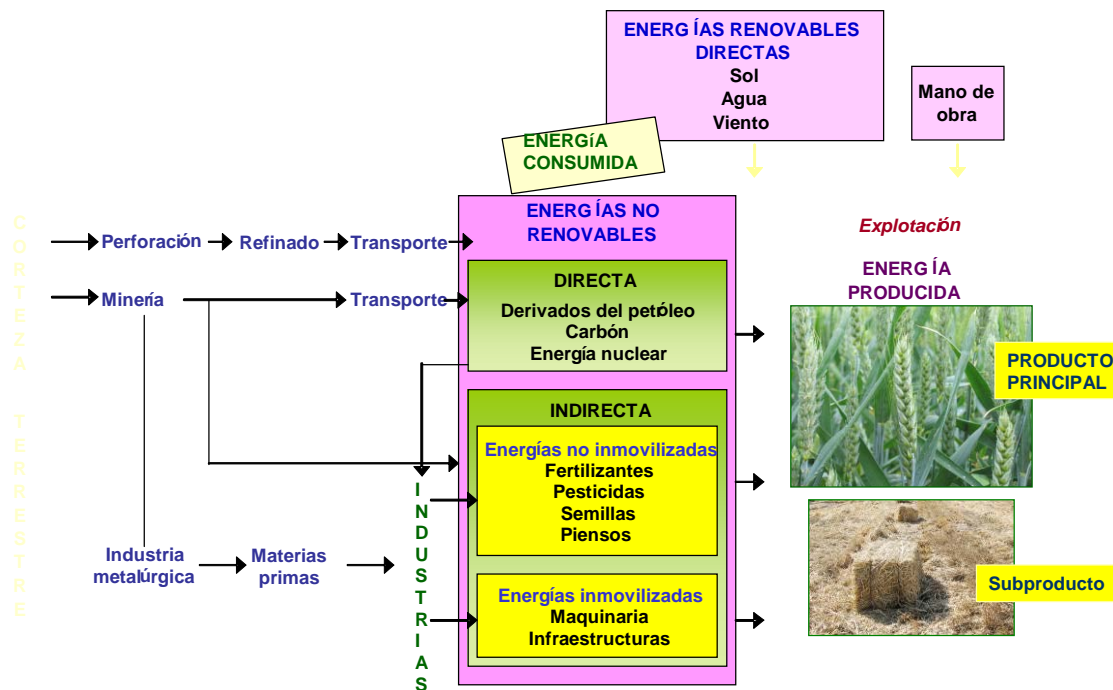 ENERGÍAS RENOVABLES
DIRECTAS
Sol
Agua
Viento
Mano de
obra
ENERGÍA
CONSUMIDA
CORTEZA TERRESTRE
Perforación
Refinado
Transporte
Minería
Transporte
Industria
metalúrgica
Materias
primas
INDUSTRIAS
ENERGÍAS NO
RENOVABLES
DIRECTA
Derivados del petróleo
Carbón
Energía nuclear
INDIRECTA
Energías no inmovilizadas
Fertilizantes
Pesticidas
Semillas
Piensos
Energías inmovilizadas
Maquinaria
Infraestructuras
Explotación
ENERGÍA
PRODUCIDA
PRODUCTO
PRINCIPAL
Subproducto